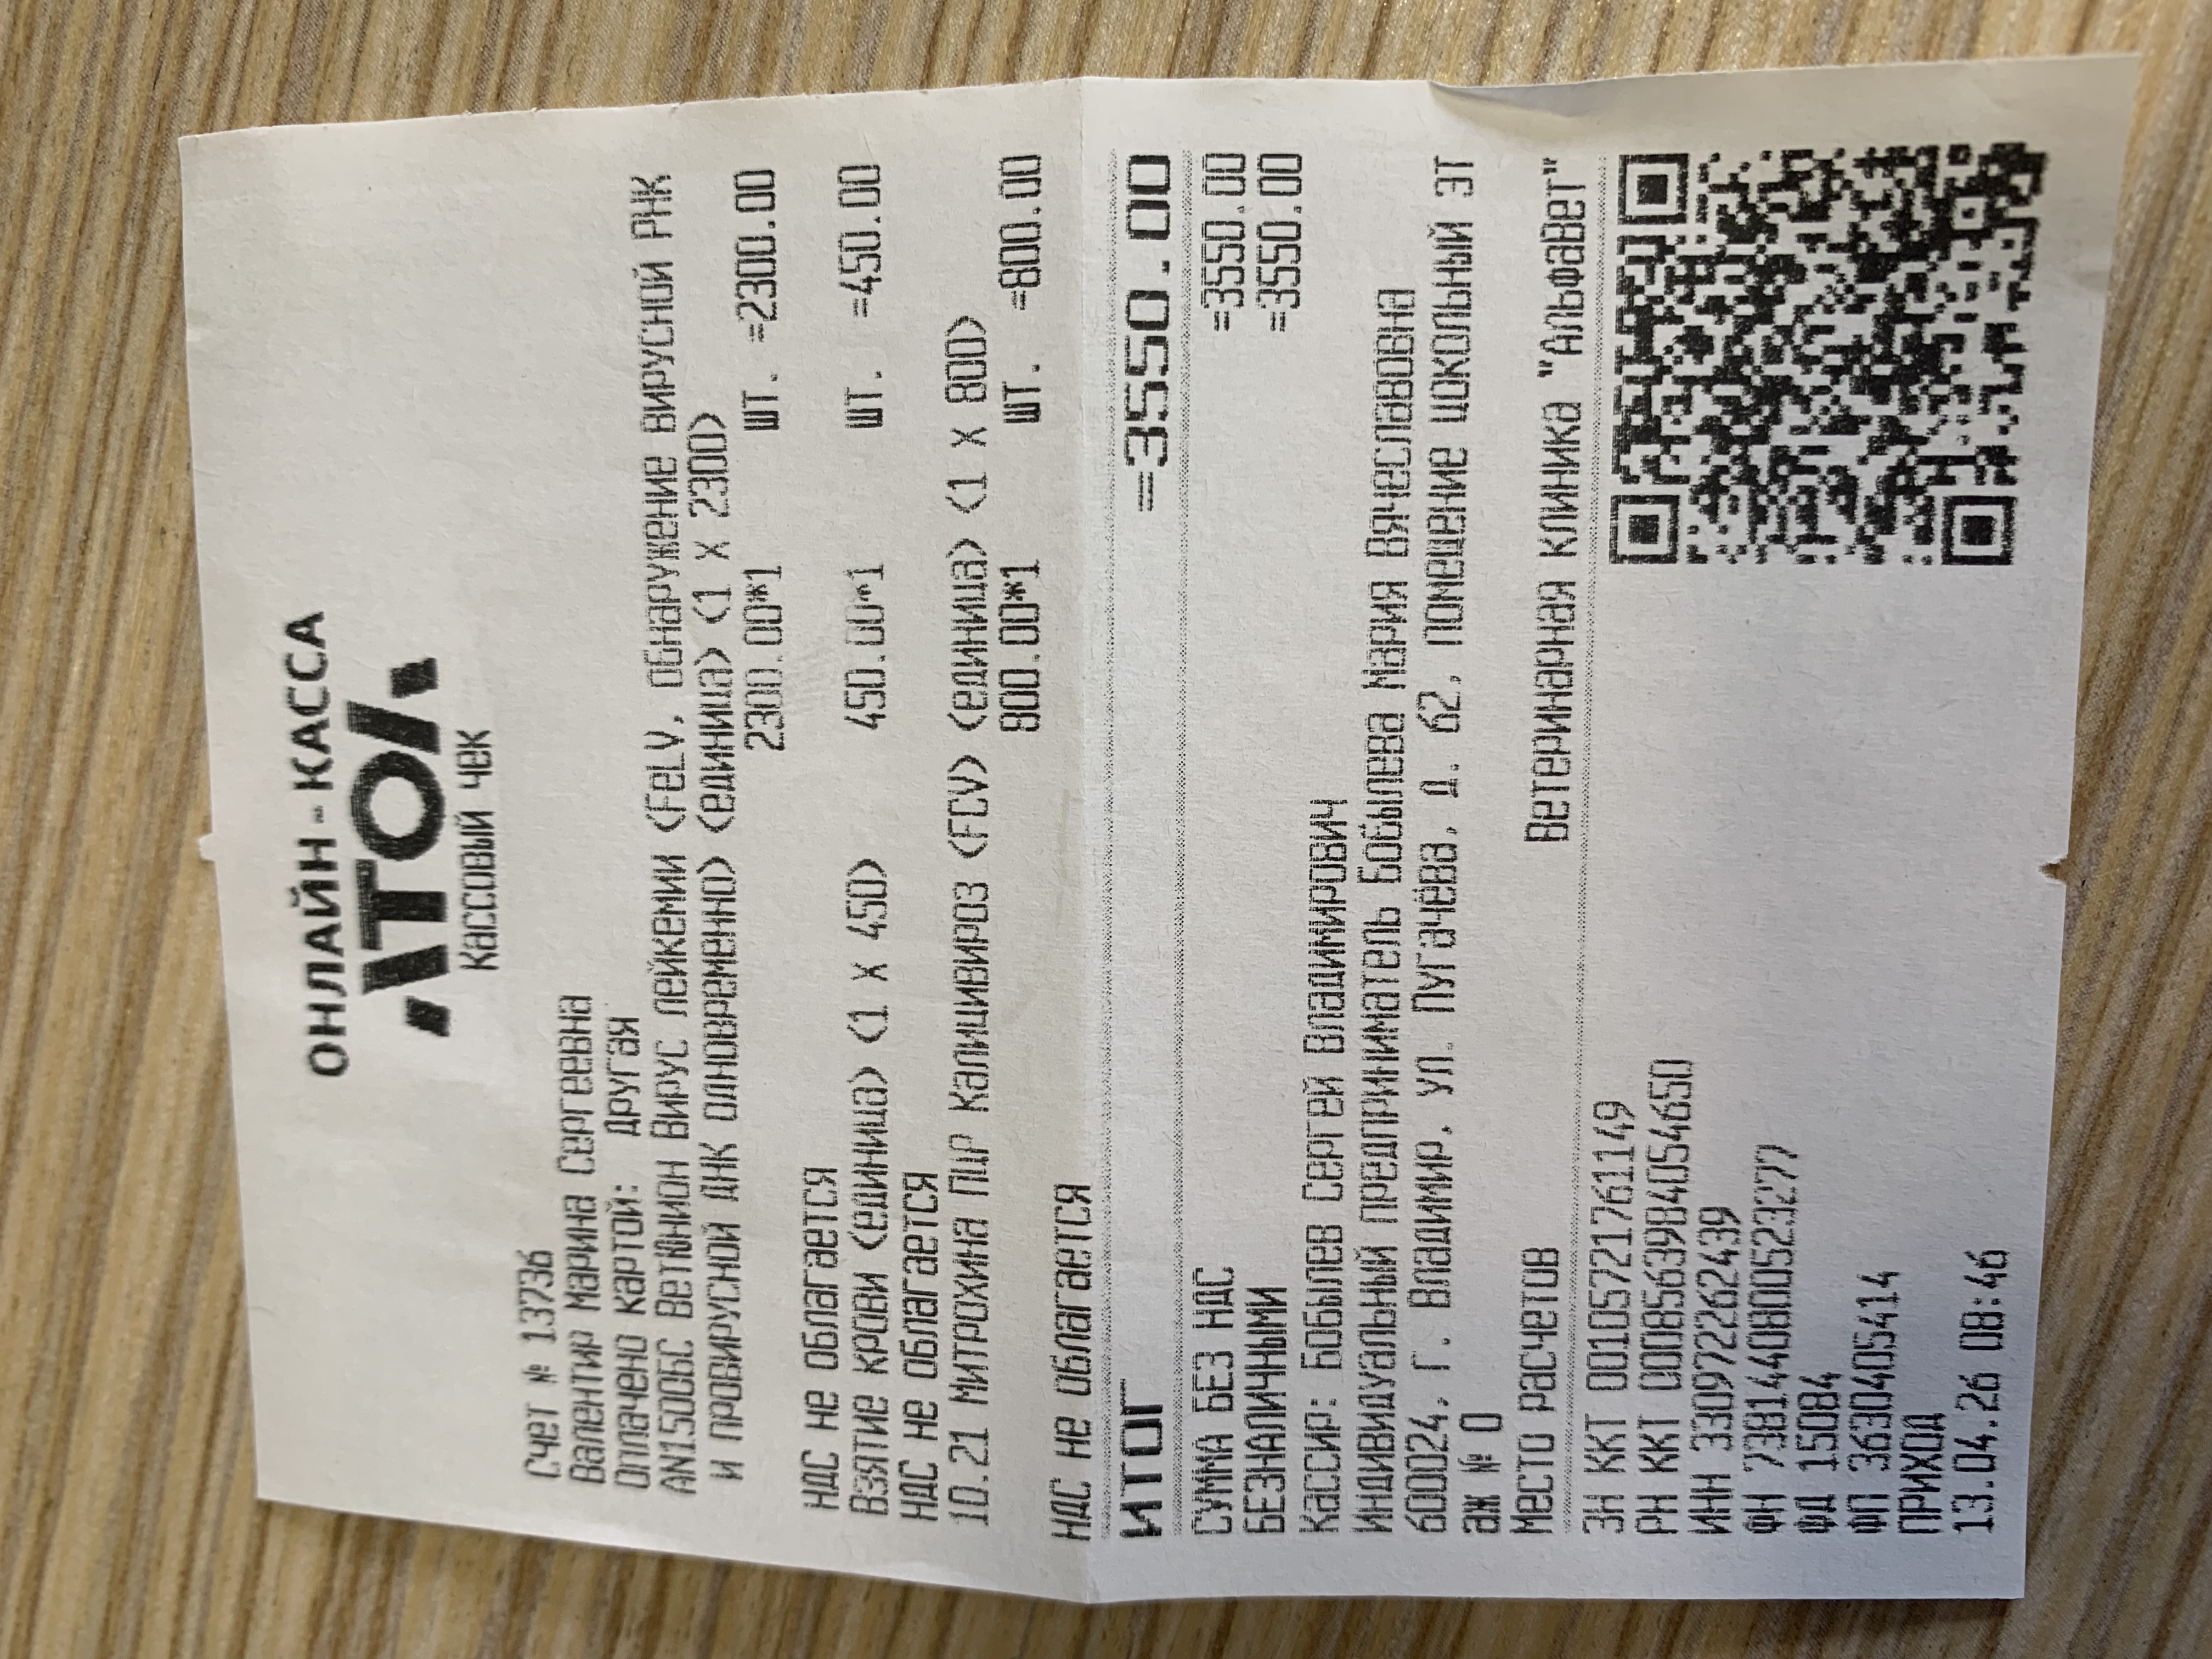 ОНЛАЙН-КАССА
АТОЛ
Кассовый чек
Счет № 13736
Валентир Марина Сергеевна
Оплачено картой: Другая
AN150ОБС ВетЮнион Вирус лейкемии (FeLV, обнаружение вирусной РНК
и провирусной ДНК одновременно) (единица) (1 X 2300)
2300.00*1 ШТ. =2300.00
НДС не облагается
Взятие крови (единица) (1 X 450)
450.00*1 ШТ. =450.00
НДС не облагается
10.21 Митрохина ПЦР Калицивироз (FCV) (единица) (1 X 800)
800.00*1 ШТ. =800.00
НДС не облагается
ИТОГ =3550.00
СУММА БЕЗ НДС =3550.00
БЕЗНАЛИЧНЫМИ =3550.00
Кассир: Бобылев Сергей Владимирович
Индивидуальный предприниматель Бобылева Мария Вячеславовна
600024, Г. Владимир, ул. Пугачёва, д. 62, помещение цокольный эт
аж № 0
Место расчетов Ветеринарная клиника "АльфаВет"
ЗН ККТ 00105721761149
РН ККТ 0008563984054650
ИНН 330972262439
ФН 7381440800523277
ФД 15084
ФП 3630405414
ПРИХОД
13.04.26 08:46